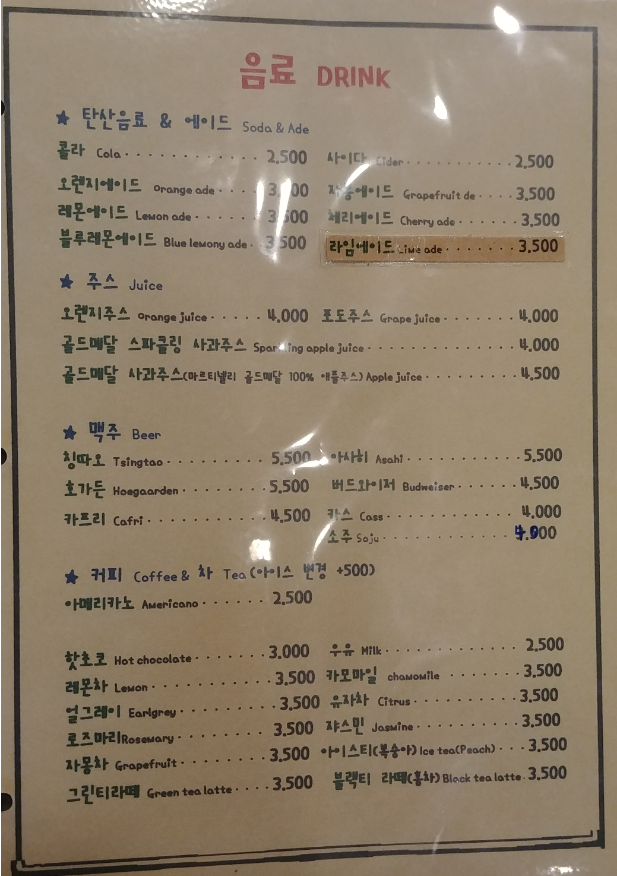 음료 DRINK
★ 탄산음료 & 에이드 Soda & Ade
콜라 Cola 2,500 사이다 Cider 2,500
오렌지에이드 Orange ade 3,500 자몽에이드 Grapefruit de 3,500
레몬에이드 Lemon ade 3,500 체리에이드 Cherry ade 3,500
블루레몬에이드 Blue lemony ade 3,500 라임에이드 Lime ade 3,500
★ 주스 Juice
오렌지주스 Orange juice 4,000 포도주스 Grape juice 4,000
골드메달 스파클링 사과주스 Sparkling apple juice 4,000
골드메달 사과주스(마르티넬리 골드메달 100% 애플주스) Apple juice 4,500
★ 맥주 Beer
칭따오 Tsingtao 5,500 아사히 Asahi 5,500
호가든 Hoegaarden 5,500 버드와이저 Budweiser 4,500
카프리 Cafri 4,500 카스 Cass 4,000
소주 Soju
★ 커피 Coffee & 차 Tea (아이스 변경 +500)
아메리카노 Americano 2,500
핫초코 Hot chocolate 3,000 우유 Milk 2,500
레몬차 Lemon 3,500 카모마일 chamomile 3,500
얼그레이 Earlgrey 3,500 유자차 Citrus 3,500
로즈마리 Rosemary 3,500 쟈스민 Jasmine 3,500
자몽차 Grapefruit 3,500 아이스티(복숭아) Ice tea(Peach) 3,500
그린티라떼 Green tea latte 3,500 블랙티 라떼(홍차) Black tea latte 3,500